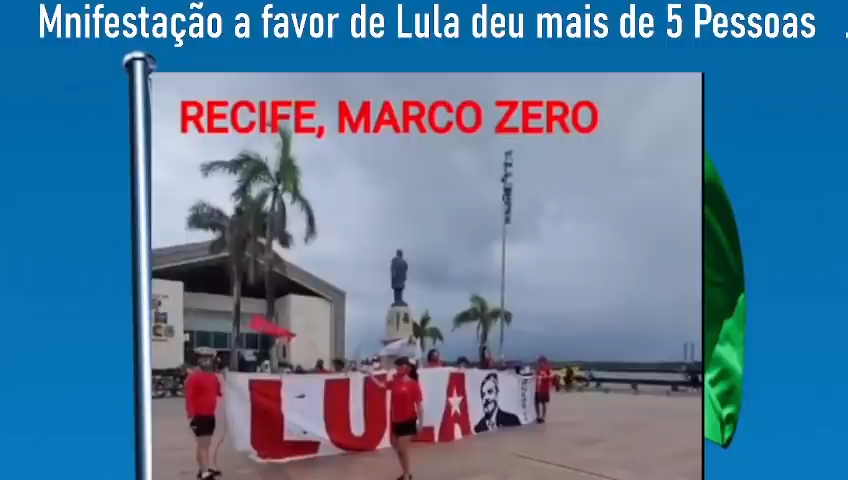 Mnifestação a favor de Lula deu mais de 5 Pessoas
RECIFE, MARCO ZERO
LULA